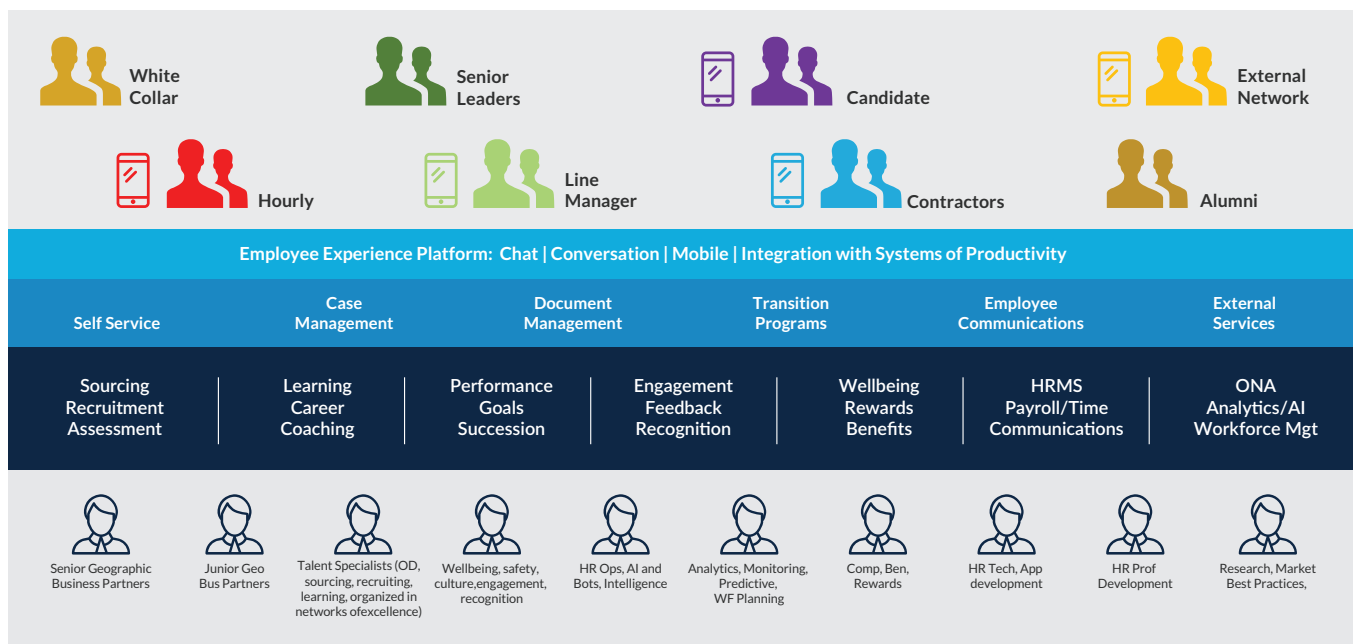 White
Collar
Senior
Leaders
Candidate
External
Network
Hourly
Line
Manager
Contractors
Alumni
Employee Experience Platform: Chat | Conversation | Mobile | Integration with Systems of Productivity
Self Service
Case
Management
Document
Management
Transition
Programs
Employee
Communications
External
Services
Sourcing
Recruitment
Assessment
Learning
Career
Coaching
Performance
Goals
Succession
Engagement
Feedback
Recognition
Wellbeing
Rewards
Benefits
HRMS
Payroll/Time
Communications
ONA
Analytics/AI
Workforce Mgt
Senior Geographic
Business Partners
Junior Geo
Bus Partners
Talent Specialists (OD,
sourcing, recruiting,
learning, organized in
networks ofexcellence)
Wellbeing, safety,
culture,engagement,
recognition
HR Ops, AI and
Bots, Intelligence
Analytics, Monitoring,
Predictive,
WF Planning
Comp, Ben,
Rewards
HR Tech, App
development
HR Prof
Development
Research, Market
Best Practices,